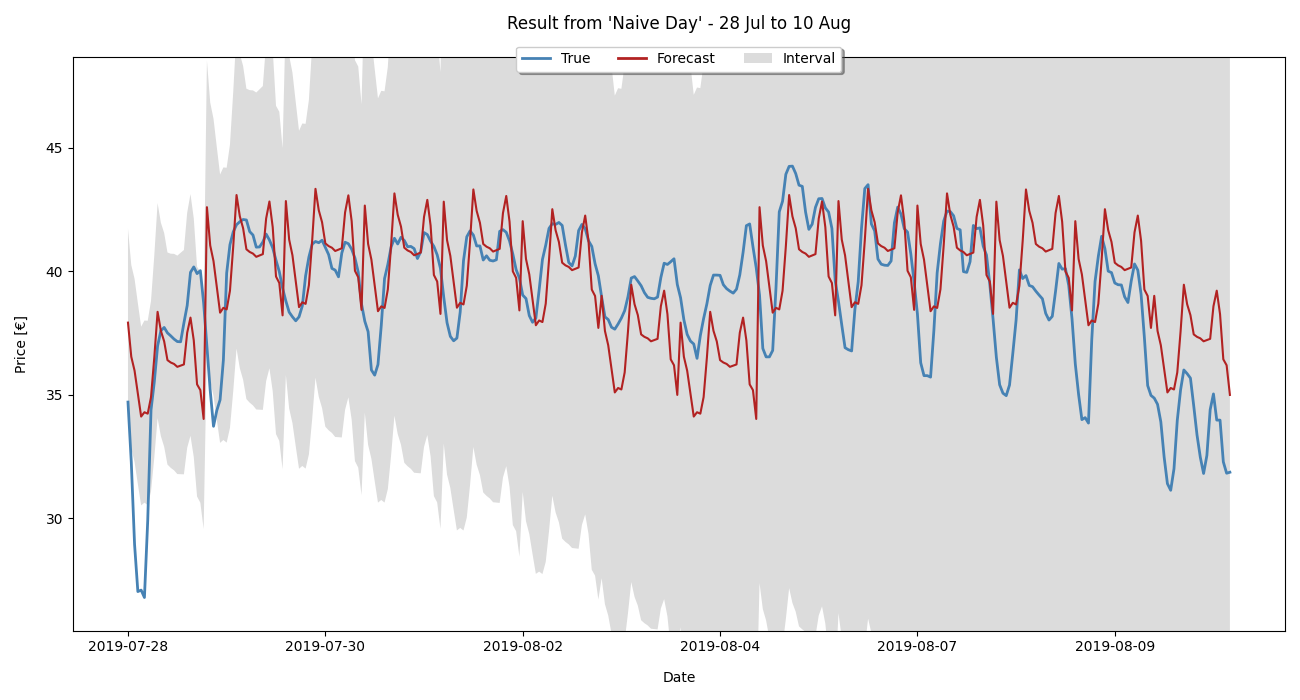 Result from 'Naive Day' - 28 Jul to 10 Aug
True Forecast Interval
45
40
35
30
Price [€]
2019-07-28 2019-07-30 2019-08-02 2019-08-04 2019-08-07 2019-08-09
Date